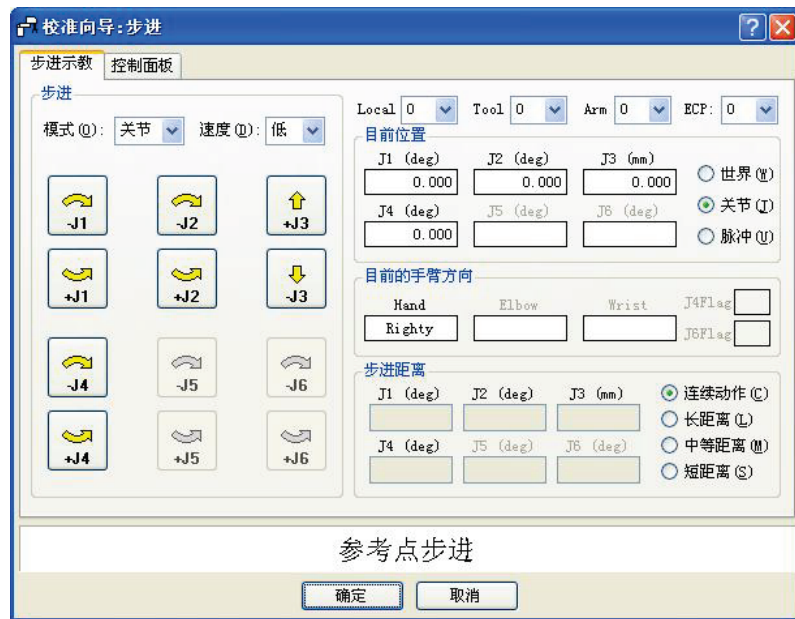 校准向导:步进
步进示教 控制面板
步进
模式(O): 关节 速度(D): 低
-J1 -J2 +J3
+J1 +J2 -J3
-J4 -J5 -J6
+J4 +J5 +J6
Local 0 Tool 0 Arm 0 ECP: 0
目前位置
J1 (deg) J2 (deg) J3 (mm)
0.000 0.000 0.000
J4 (deg) J5 (deg) J6 (deg)
0.000
世界(W)
关节(J)
脉冲(U)
目前的手臂方向
Hand Elbow Wrist J4Flag
Righty J6Flag
步进距离
J1 (deg) J2 (deg) J3 (mm)
J4 (deg) J5 (deg) J6 (deg)
连续动作(C)
长距离(L)
中等距离(M)
短距离(S)
参考点步进
确定 取消